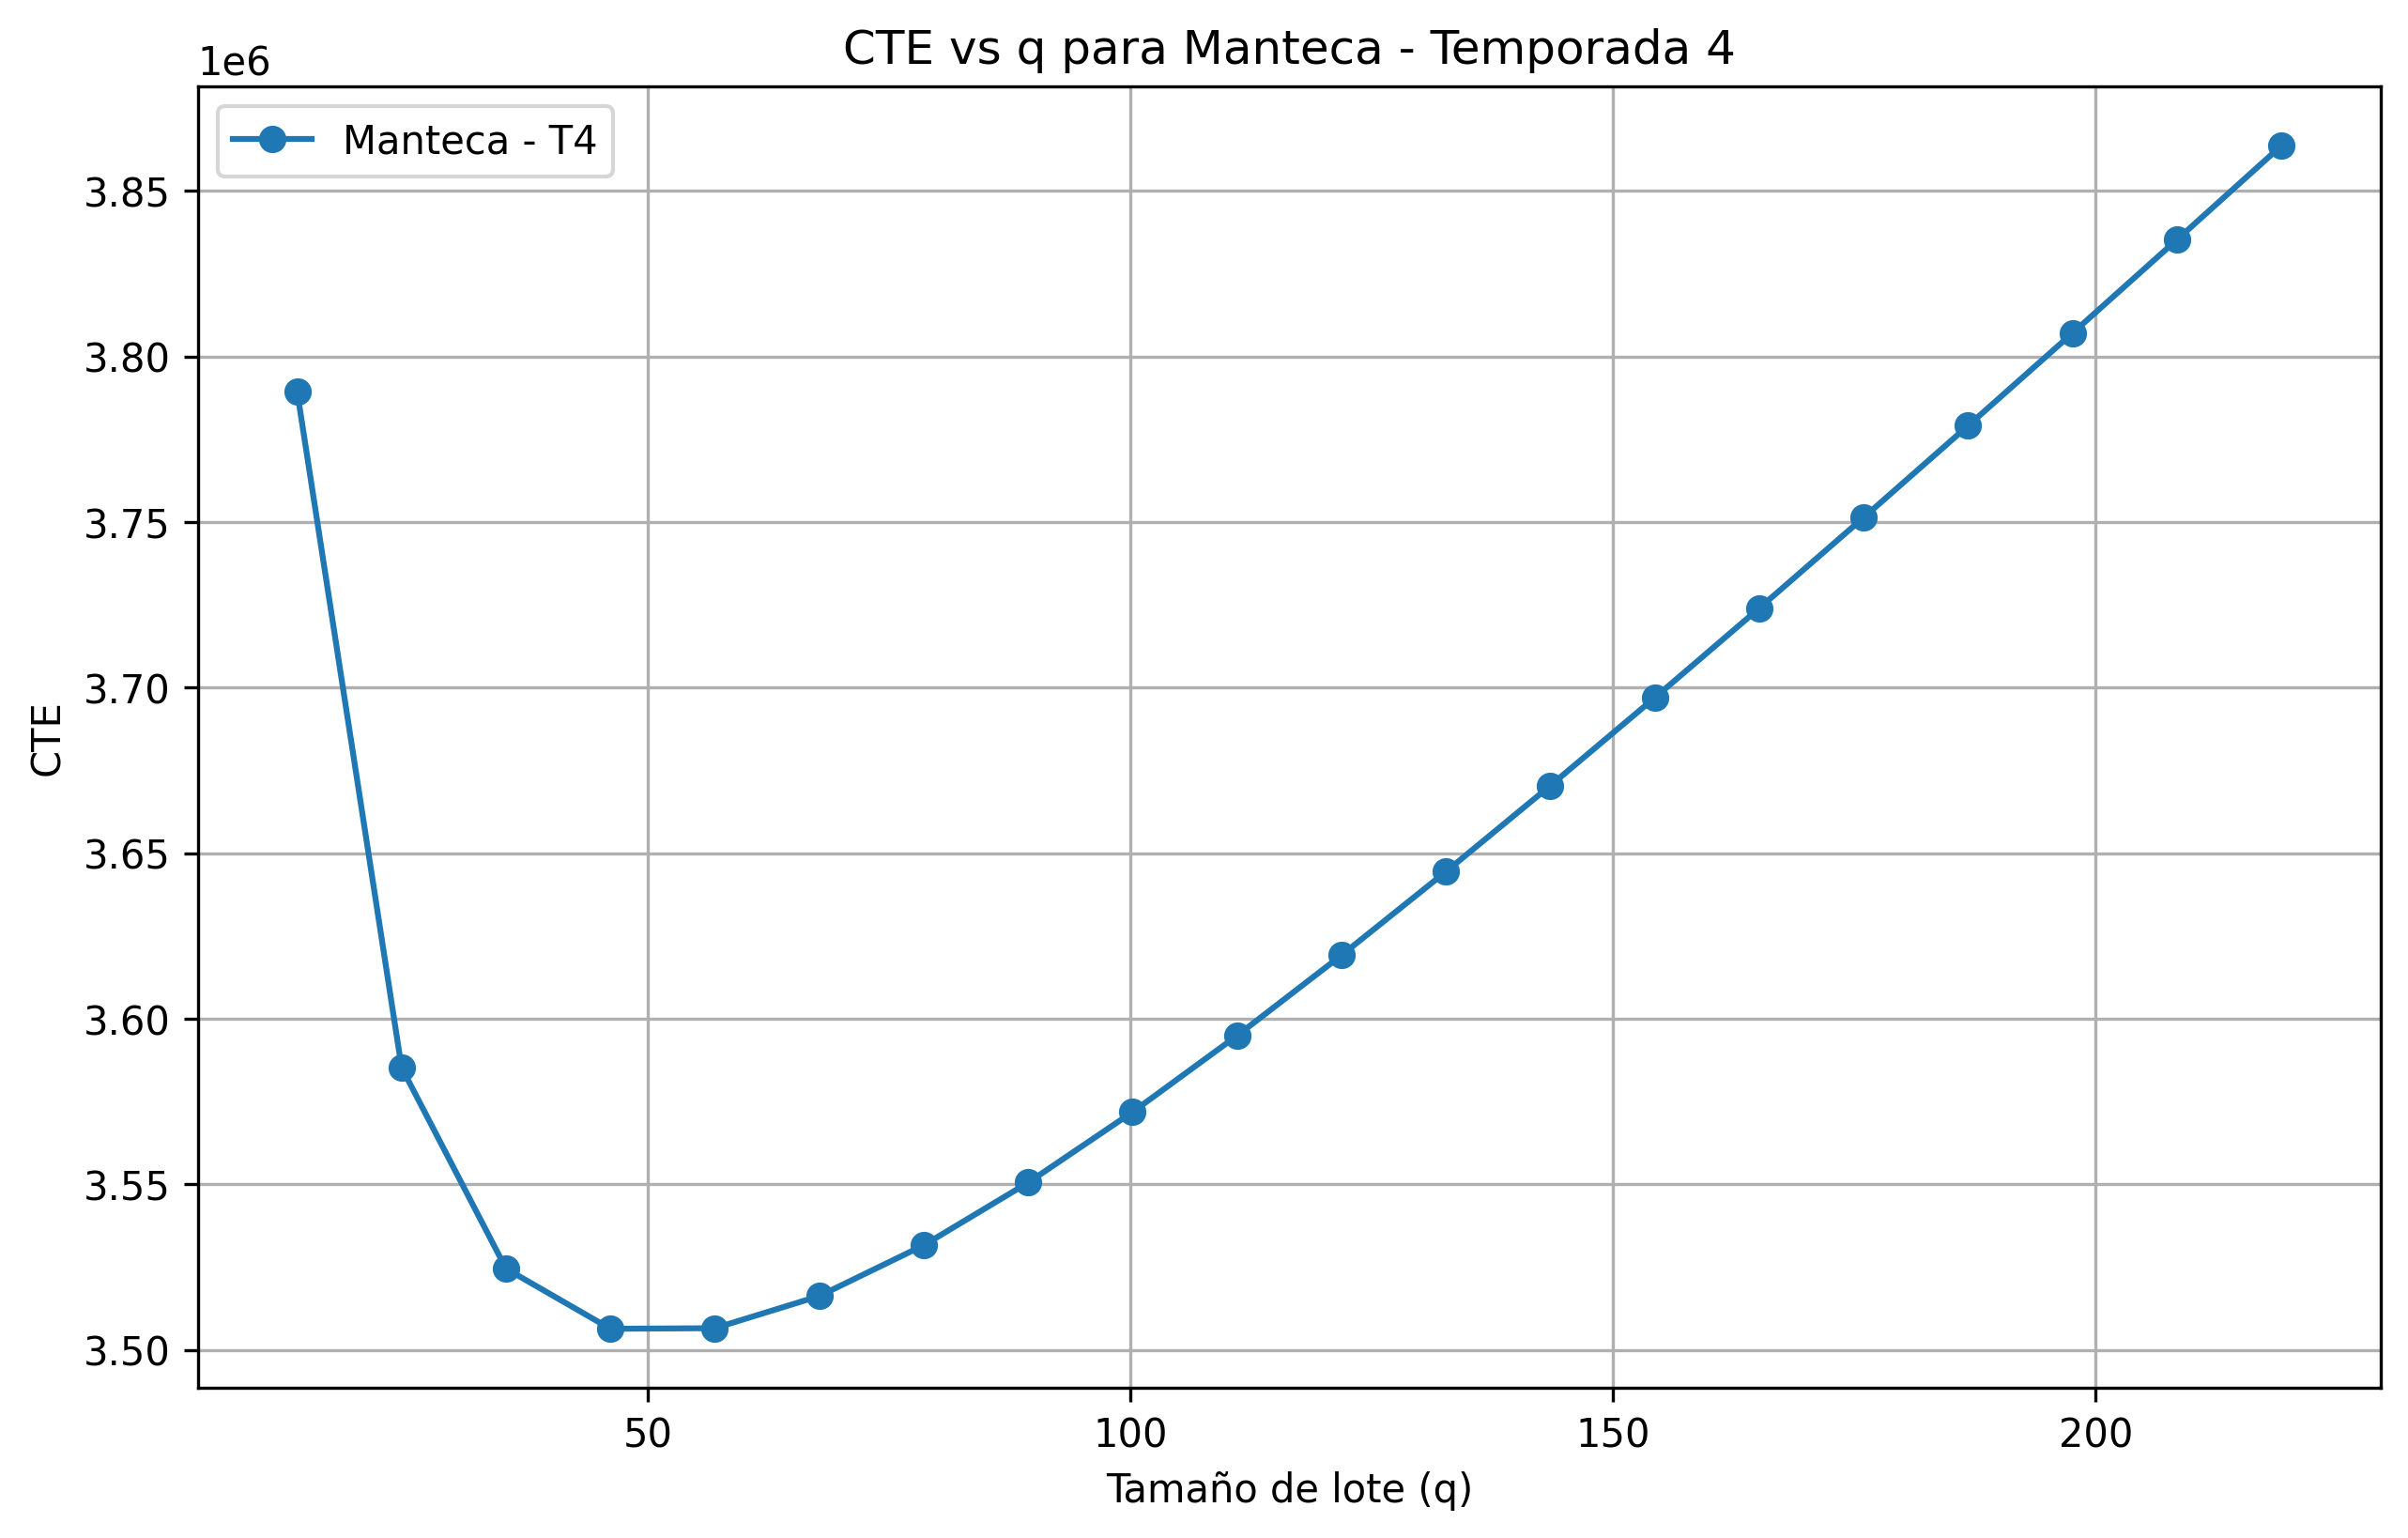 CTE vs q para Manteca - Temporada 4
1e6
Manteca - T4
3.85
3.80
3.75
3.70
3.65
3.60
3.55
3.50
CTE
50 100 150 200
Tamaño de lote (q)